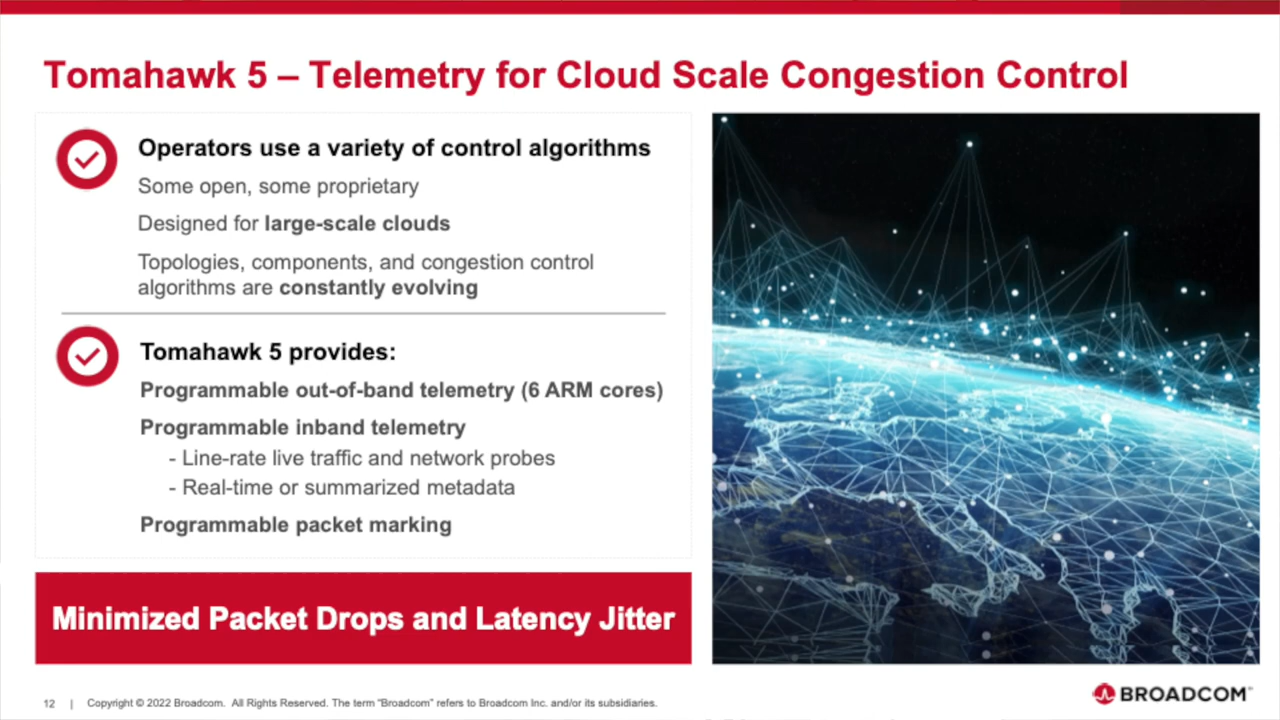 Tomahawk 5 – Telemetry for Cloud Scale Congestion Control
Operators use a variety of control algorithms
Some open, some proprietary
Designed for large-scale clouds
Topologies, components, and congestion control
algorithms are constantly evolving
Tomahawk 5 provides:
Programmable out-of-band telemetry (6 ARM cores)
Programmable inband telemetry
- Line-rate live traffic and network probes
- Real-time or summarized metadata
Programmable packet marking
Minimized Packet Drops and Latency Jitter
12 | Copyright © 2022 Broadcom. All Rights Reserved. The term “Broadcom” refers to Broadcom Inc. and/or its subsidiaries.
BROADCOM™